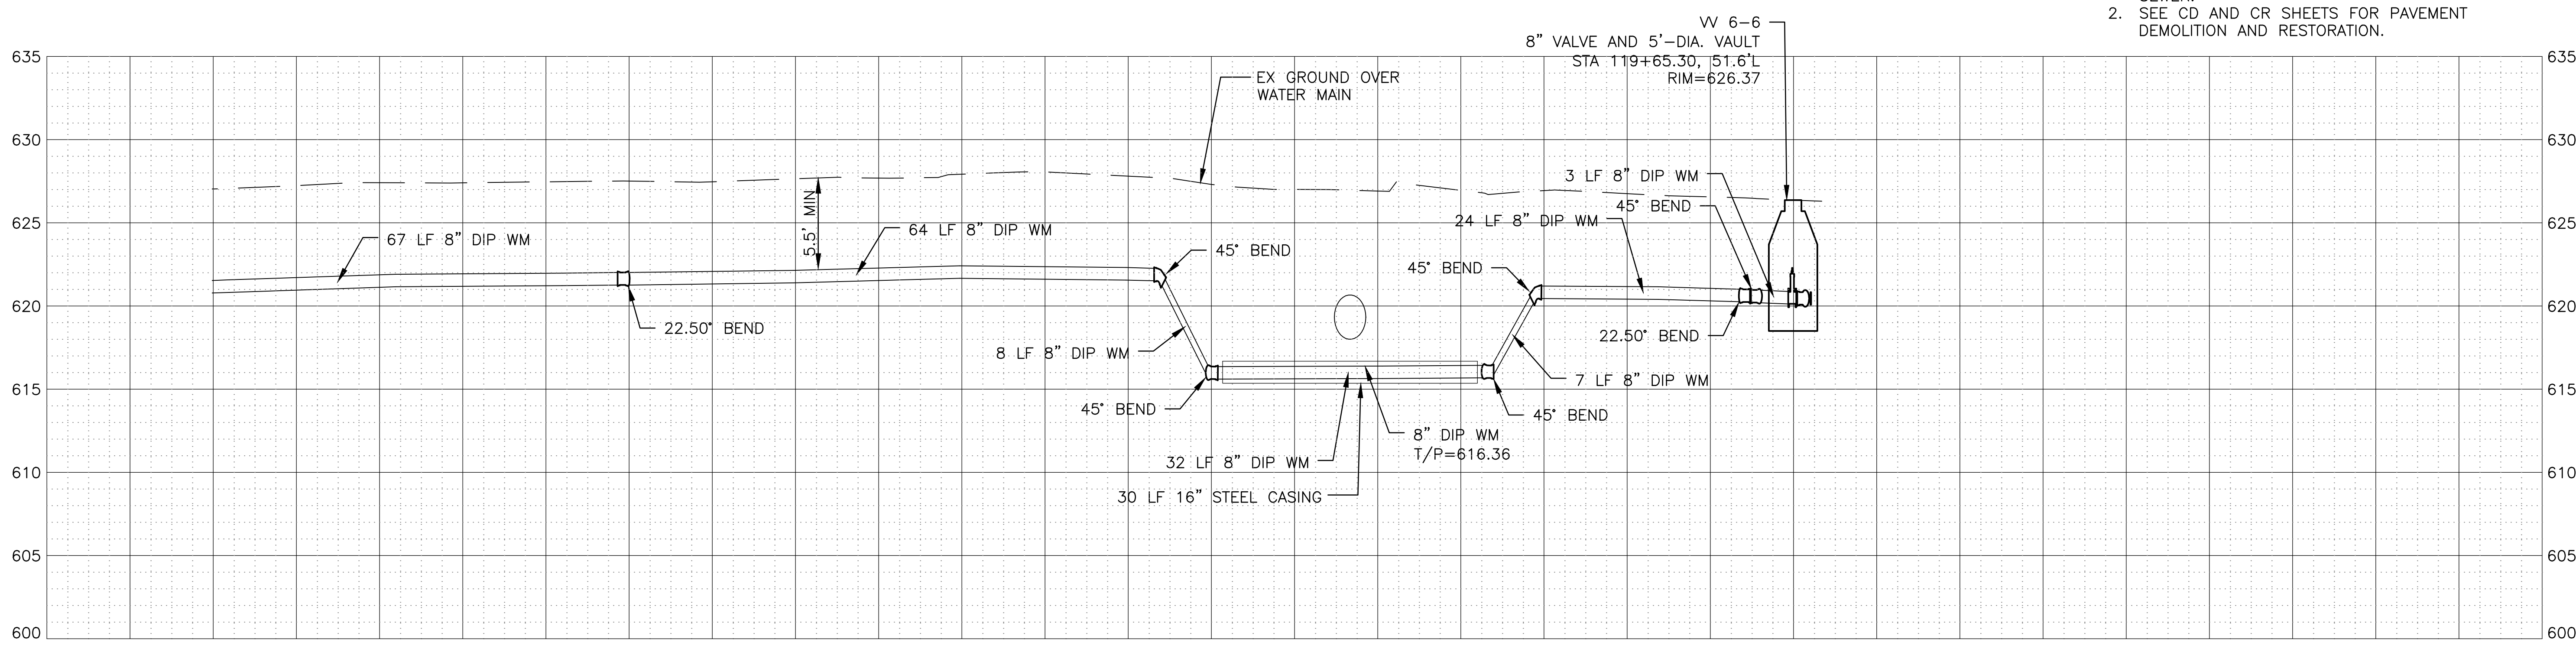 VV 6-6
8" VALVE AND 5'-DIA. VAULT
STA 119+65.30, 51.6'L
RIM=626.37
2. SEE CD AND CR SHEETS FOR PAVEMENT
DEMOLITION AND RESTORATION.
635
635
EX GROUND OVER
WATER MAIN
630
630
3 LF 8" DIP WM
45° BEND
24 LF 8" DIP WM
625
625
5.5' MIN
67 LF 8" DIP WM
64 LF 8" DIP WM
45° BEND
45° BEND
620
620
22.50° BEND
22.50° BEND
8 LF 8" DIP WM
7 LF 8" DIP WM
615
615
45° BEND
45° BEND
8" DIP WM
T/P=616.36
32 LF 8" DIP WM
610
610
30 LF 16" STEEL CASING
605
605
600
600